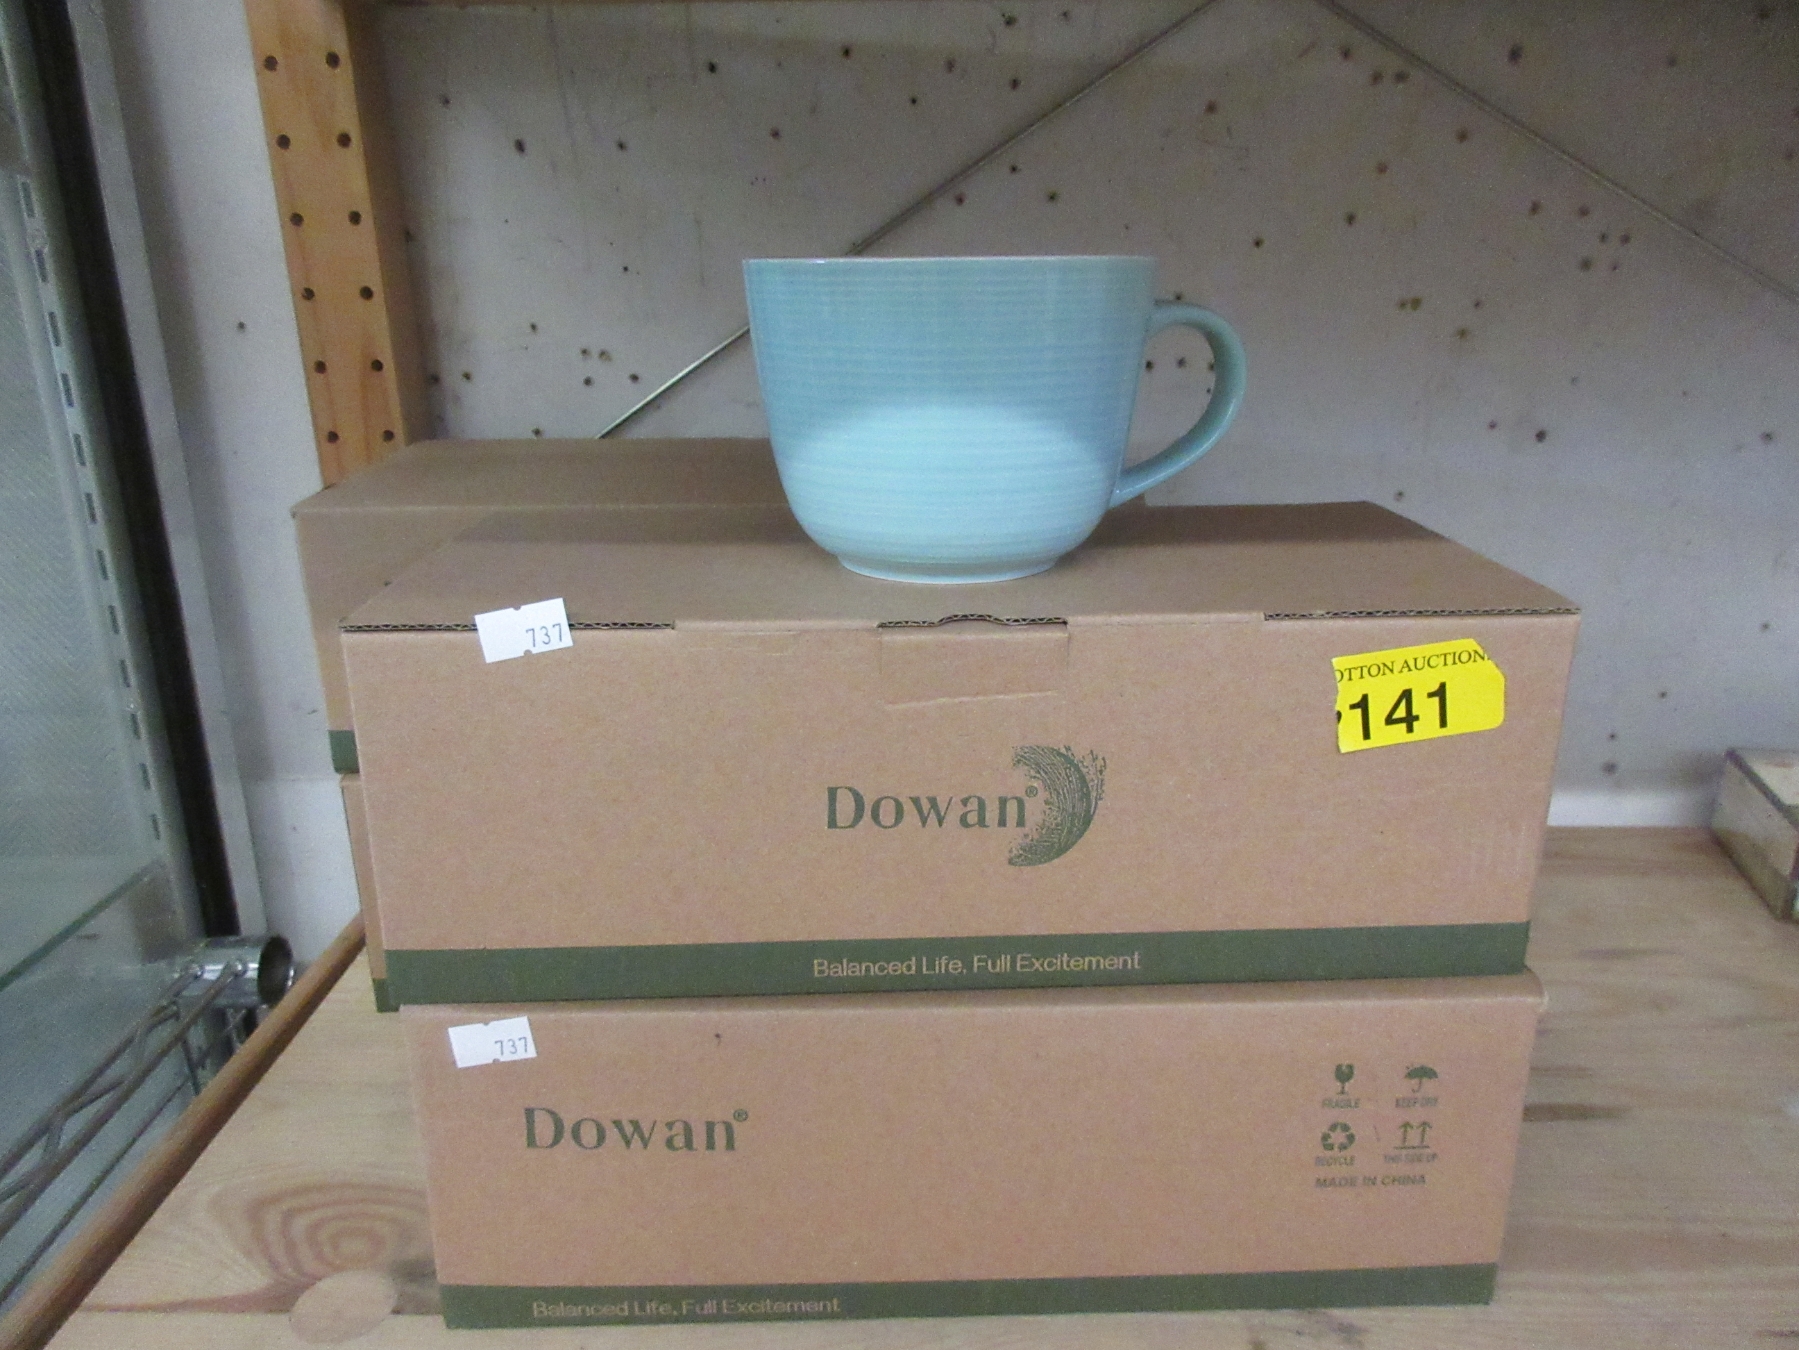 737
OTTON AUCTION
141
Dowan®
Balanced Life, Full Excitement
737
Dowan®
FRAGILE KEEP DRY
RECYCLE THIS SIDE UP
MADE IN CHINA
Balanced Life, Full Excitement